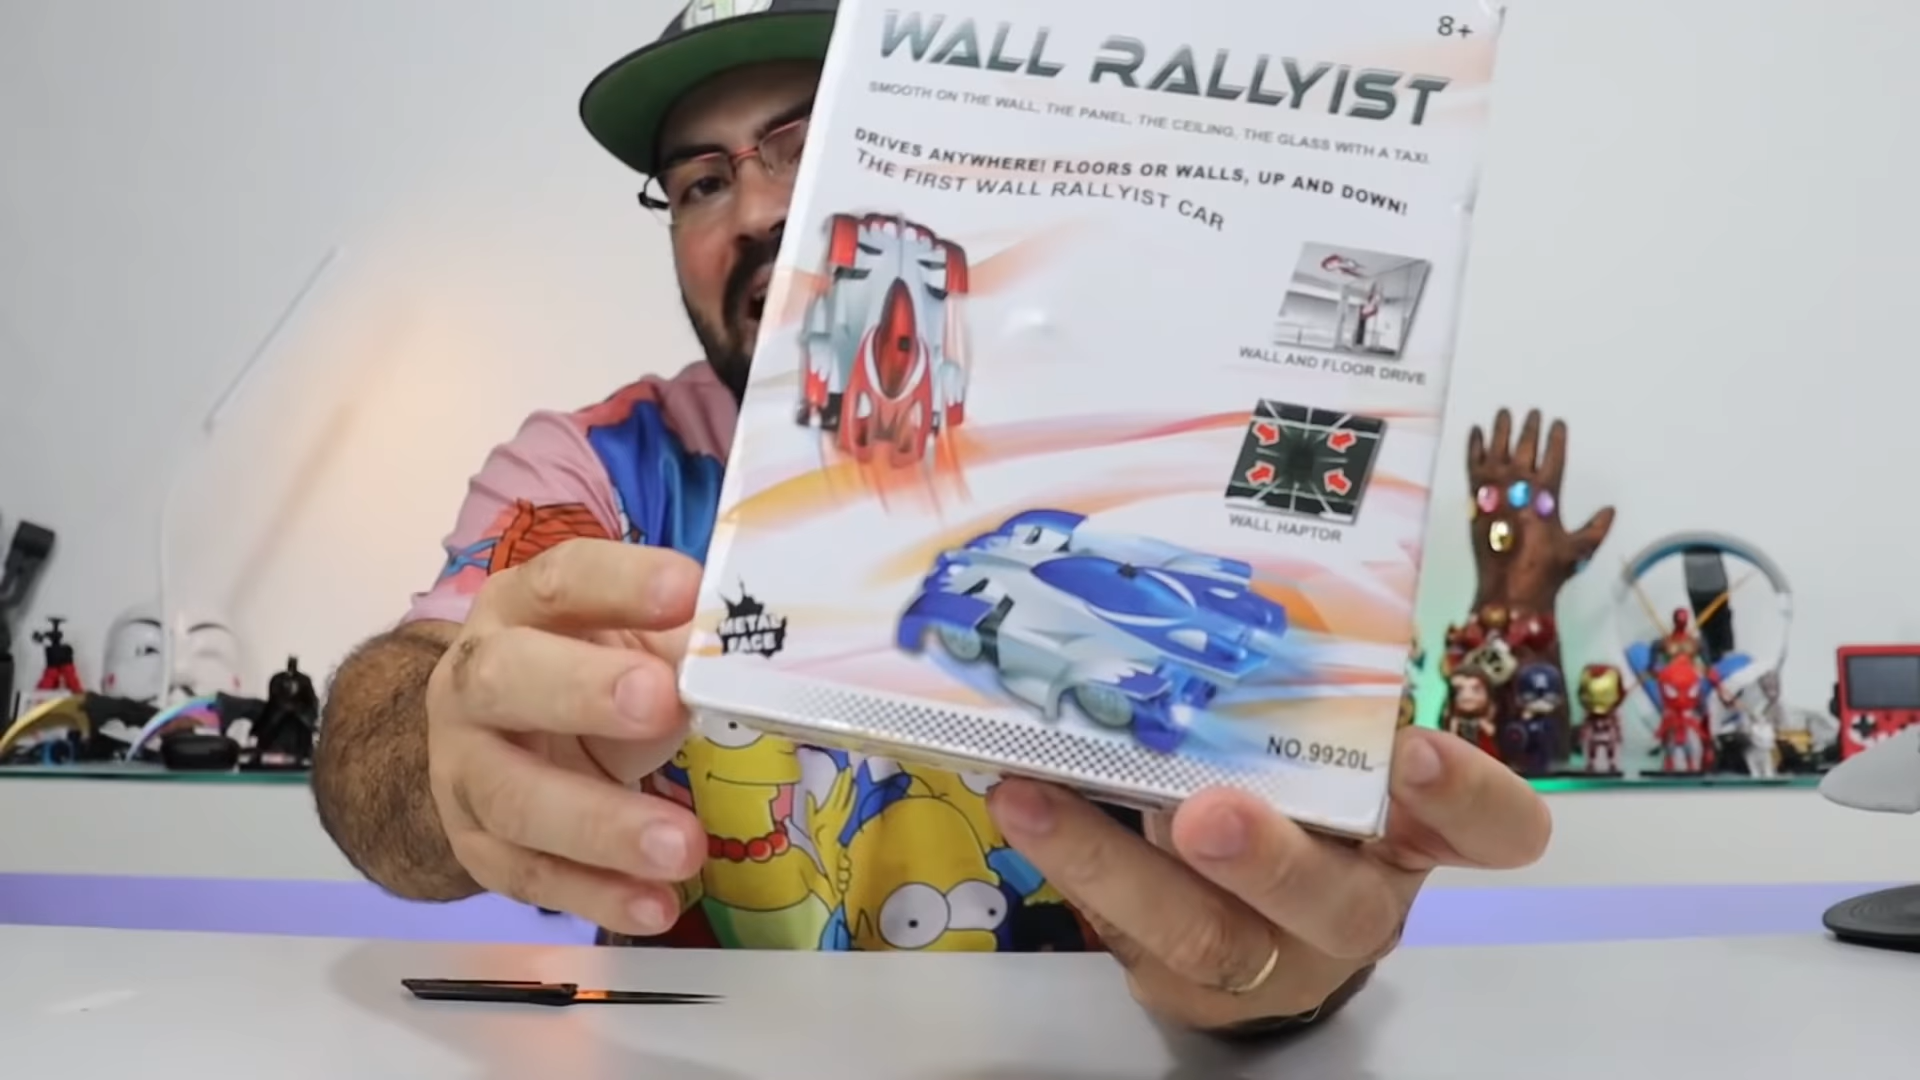 8+
WALL RALLYIST
SMOOTH ON THE WALL, THE PANEL, THE CEILING, THE GLASS WITH A TAXI.
DRIVES ANYWHERE! FLOORS OR WALLS, UP AND DOWN!
THE FIRST WALL RALLYIST CAR
WALL AND FLOOR DRIVE
WALL HAPTOR
METAL
FACE
NO.9920L